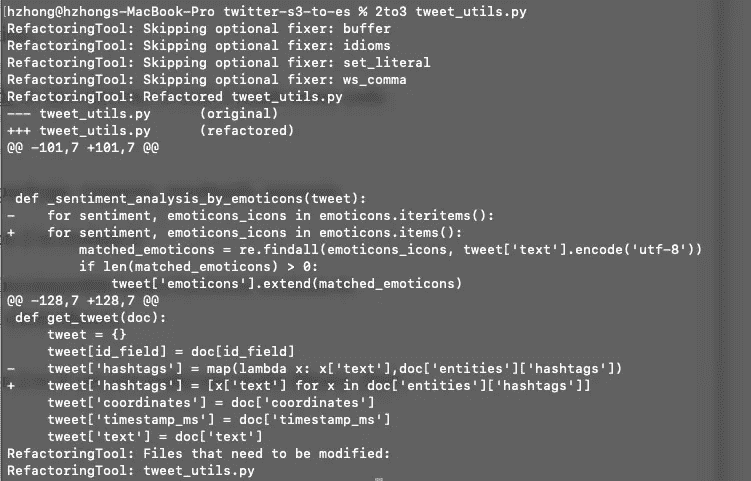 hzhong@hzhongs-MacBook-Pro twitter-s3-to-es % 2to3 tweet_utils.py
RefactoringTool: Skipping optional fixer: buffer
RefactoringTool: Skipping optional fixer: idioms
RefactoringTool: Skipping optional fixer: set_literal
RefactoringTool: Skipping optional fixer: ws_comma
RefactoringTool: Refactored tweet_utils.py
--- tweet_utils.py      (original)
+++ tweet_utils.py      (refactored)
@@ -101,7 +101,7 @@
 def _sentiment_analysis_by_emoticons(tweet):
-    for sentiment, emoticons_icons in emoticons.iteritems():
+    for sentiment, emoticons_icons in emoticons.items():
         matched_emoticons = re.findall(emoticons_icons, tweet['text'].encode('utf-8'))
         if len(matched_emoticons) > 0:
             tweet['emoticons'].extend(matched_emoticons)
@@ -128,7 +128,7 @@
 def get_tweet(doc):
     tweet = {}
     tweet[id_field] = doc[id_field]
-    tweet['hashtags'] = map(lambda x: x['text'],doc['entities']['hashtags'])
+    tweet['hashtags'] = [x['text'] for x in doc['entities']['hashtags']]
     tweet['coordinates'] = doc['coordinates']
     tweet['timestamp_ms'] = doc['timestamp_ms']
     tweet['text'] = doc['text']
RefactoringTool: Files that need to be modified:
RefactoringTool: tweet_utils.py